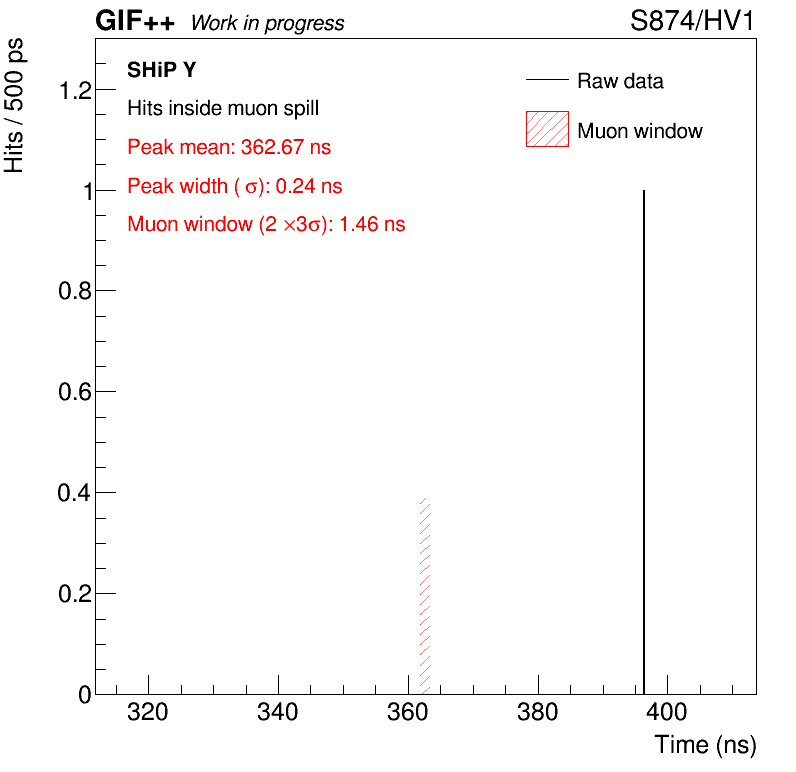 GIF++ Work in progress S874/HV1
Hits / 500 ps
SHiP Y
Hits inside muon spill
Peak mean: 362.67 ns
Peak width ( σ): 0.24 ns
Muon window (2 ×3σ): 1.46 ns
Raw data
Muon window
1.2
1
0.8
0.6
0.4
0.2
0
320 340 360 380 400
Time (ns)